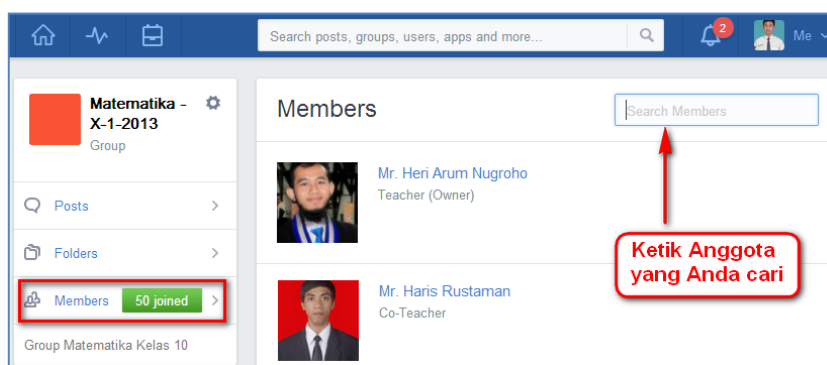 Search posts, groups, users, apps and more...
2
Me
Matematika -
X-1-2013
Group
Posts
Folders
Members 50 joined
Group Matematika Kelas 10
Members
Search Members
Mr. Heri Arum Nugroho
Teacher (Owner)
Mr. Haris Rustaman
Co-Teacher
Ketik Anggota
yang Anda cari